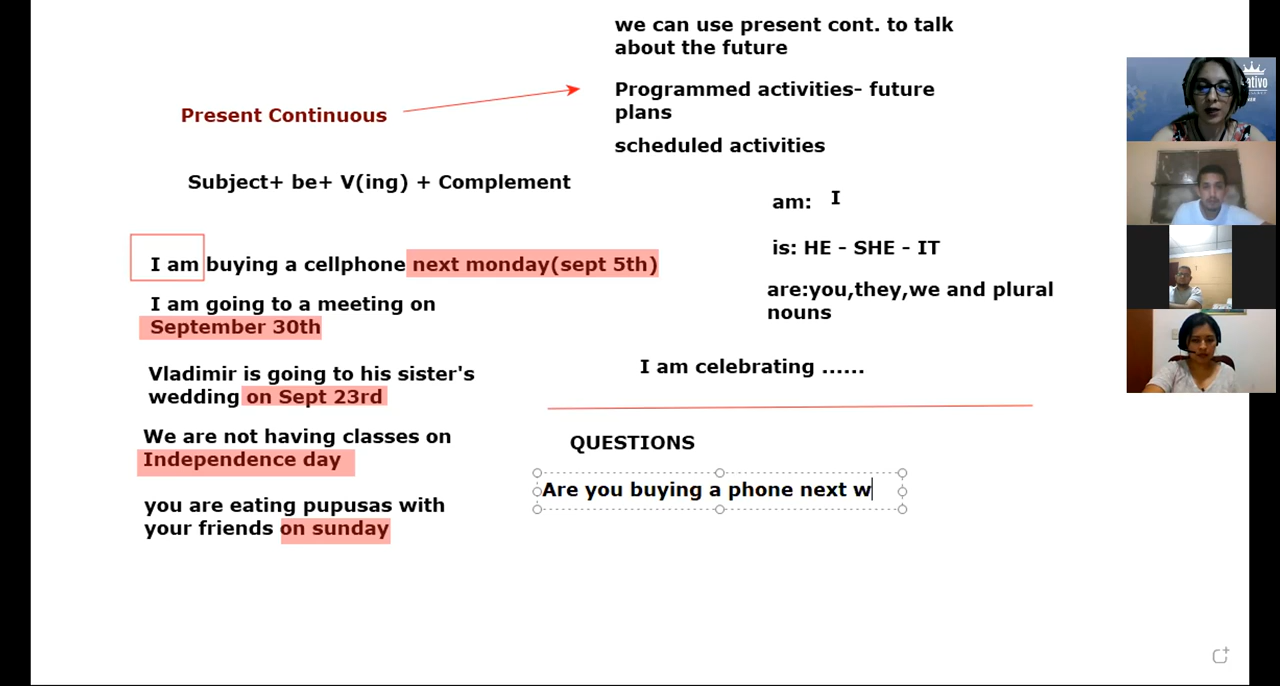 we can use present cont. to talk
about the future
Programmed activities- future
plans
scheduled activities
Present Continuous
Subject+ be+ V(ing) + Complement
am: I
is: HE - SHE - IT
are:you,they,we and plural
nouns
I am buying a cellphone next monday(sept 5th)
I am going to a meeting on
September 30th
Vladimir is going to his sister's
wedding on Sept 23rd
We are not having classes on
Independence day
you are eating pupusas with
your friends on sunday
I am celebrating ......
QUESTIONS
Are you buying a phone next w